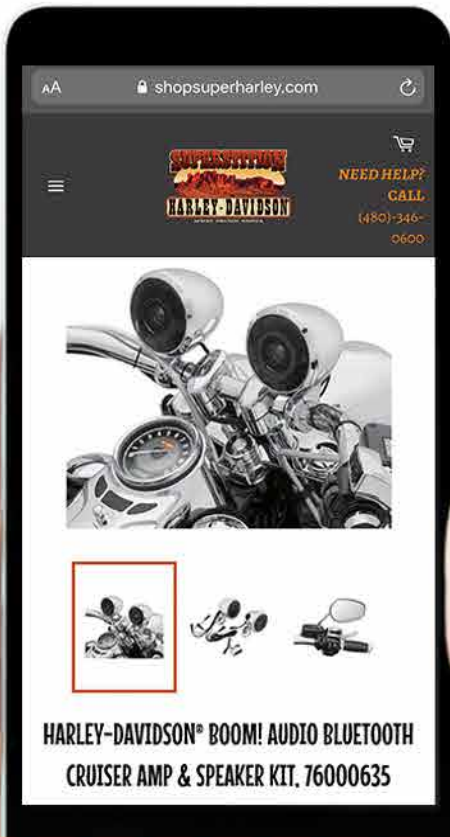 AA
shopsuperharley.com
SUPERSTITION
HARLEY-DAVIDSON
NEED HELP?
CALL
(480)-346-
0600
HARLEY-DAVIDSON® BOOM! AUDIO BLUETOOTH
CRUISER AMP & SPEAKER KIT, 76000635